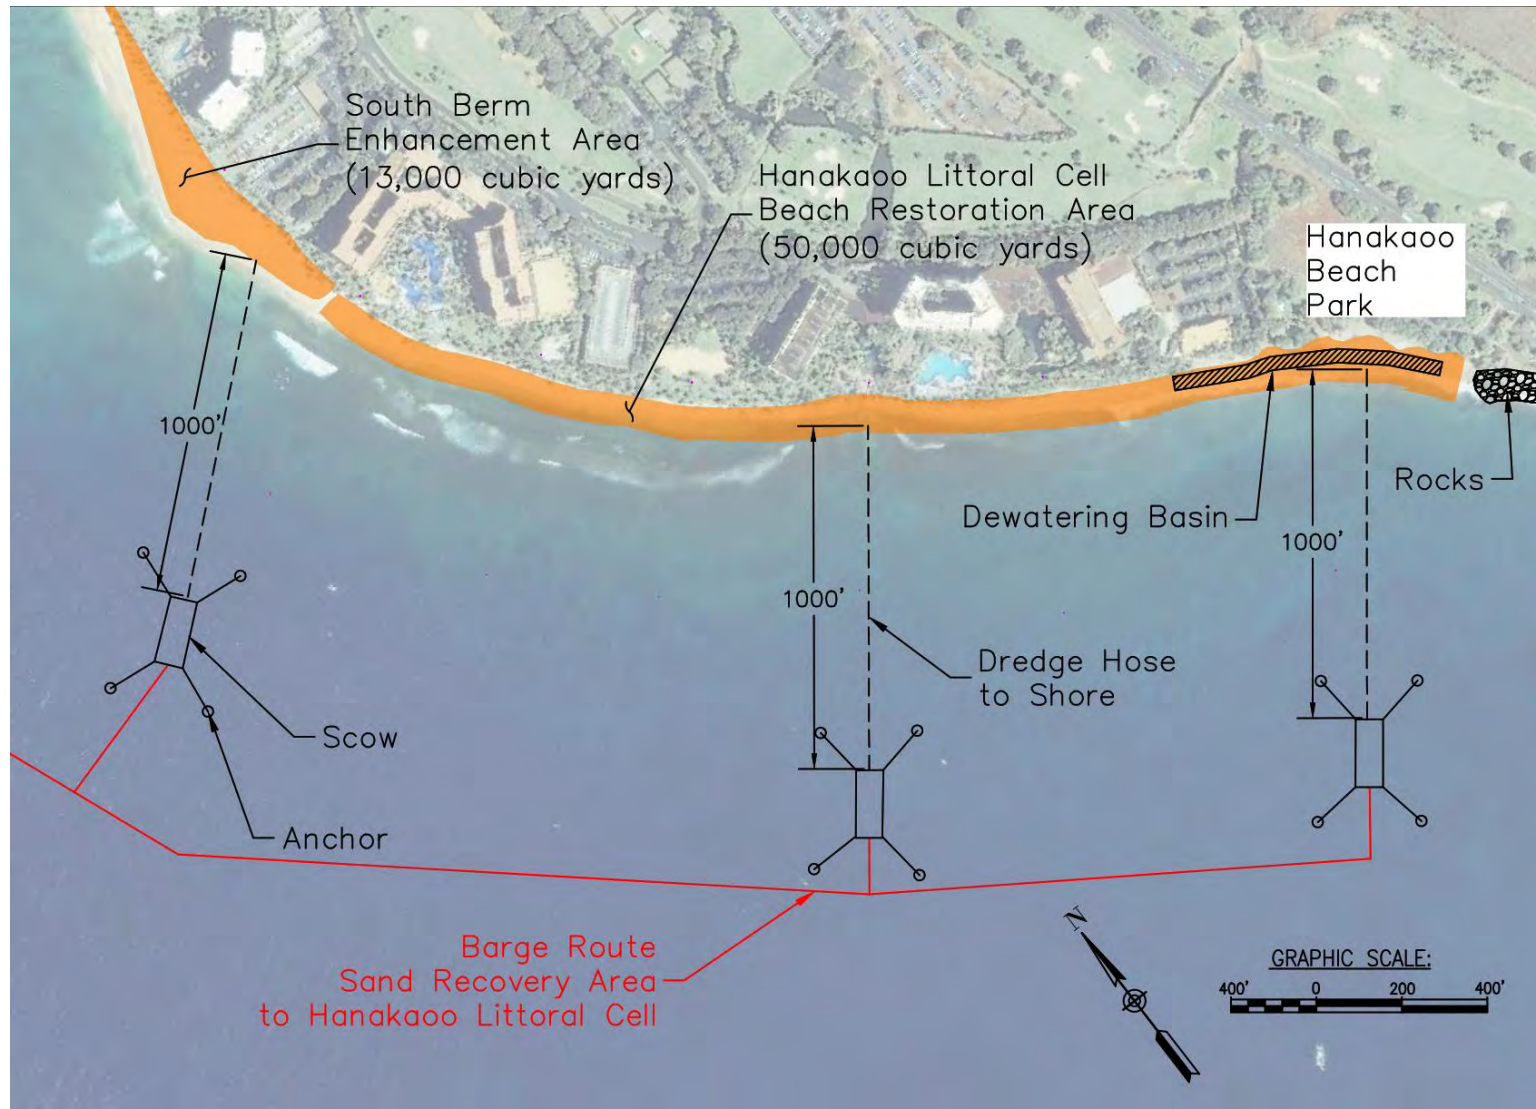 South Berm
Enhancement Area
(13,000 cubic yards)
Hanakaoo Littoral Cell
Beach Restoration Area
(50,000 cubic yards)
Hanakaoo
Beach
Park
1000'
Rocks
Dewatering Basin
1000'
1000'
Dredge Hose
to Shore
Scow
Anchor
Barge Route
Sand Recovery Area
to Hanakaoo Littoral Cell
N
GRAPHIC SCALE:
400' 0 200 400'